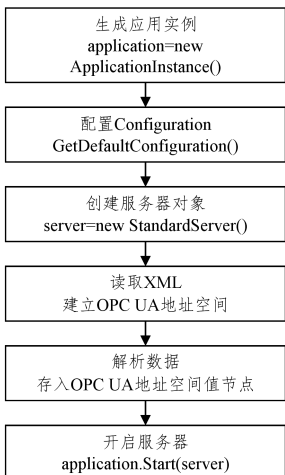 生成应用实例
application=new
ApplicationInstance()
配置Configuration
GetDefaultConfiguration()
创建服务器对象
server=new StandardServer()
读取XML
建立OPC UA地址空间
解析数据
存入OPC UA地址空间值节点
开启服务器
application.Start(server)